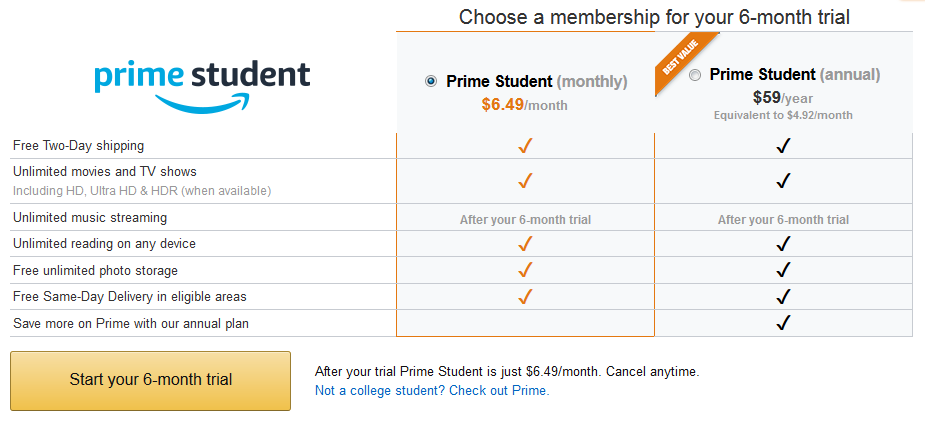 Choose a membership for your 6-month trial
prime student
Prime Student (monthly)
$6.49/month
BEST VALUE
Prime Student (annual)
$59/year
Equivalent to $4.92/month
Free Two-Day shipping
Unlimited movies and TV shows
Including HD, Ultra HD & HDR (when available)
Unlimited music streaming
After your 6-month trial
After your 6-month trial
Unlimited reading on any device
Free unlimited photo storage
Free Same-Day Delivery in eligible areas
Save more on Prime with our annual plan
Start your 6-month trial
After your trial Prime Student is just $6.49/month. Cancel anytime.
Not a college student? Check out Prime.